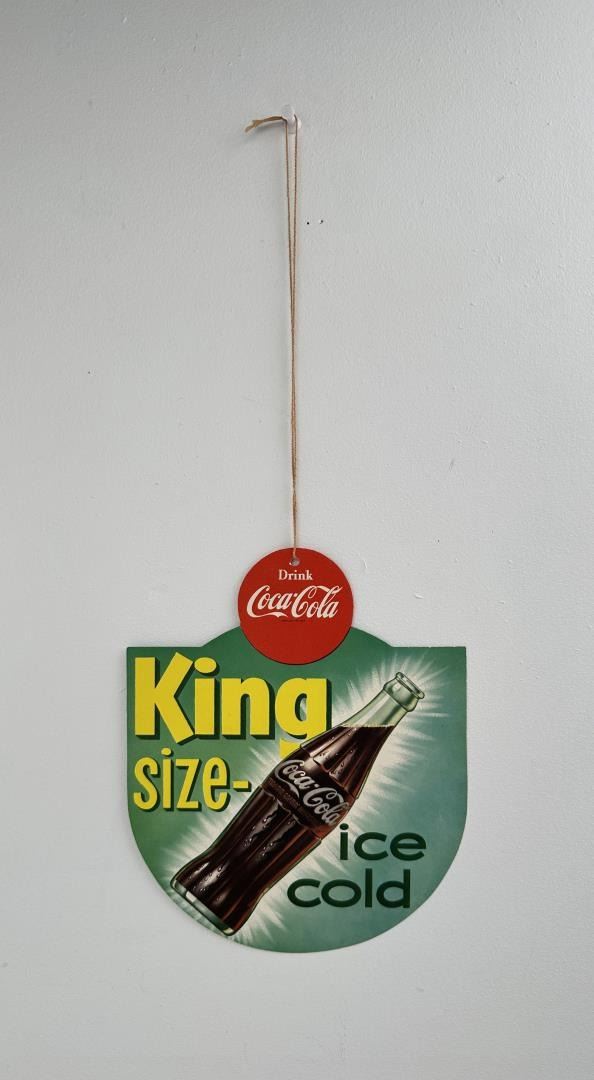 Drink
Coca-Cola
King
size-
Coca-Cola
ice
cold